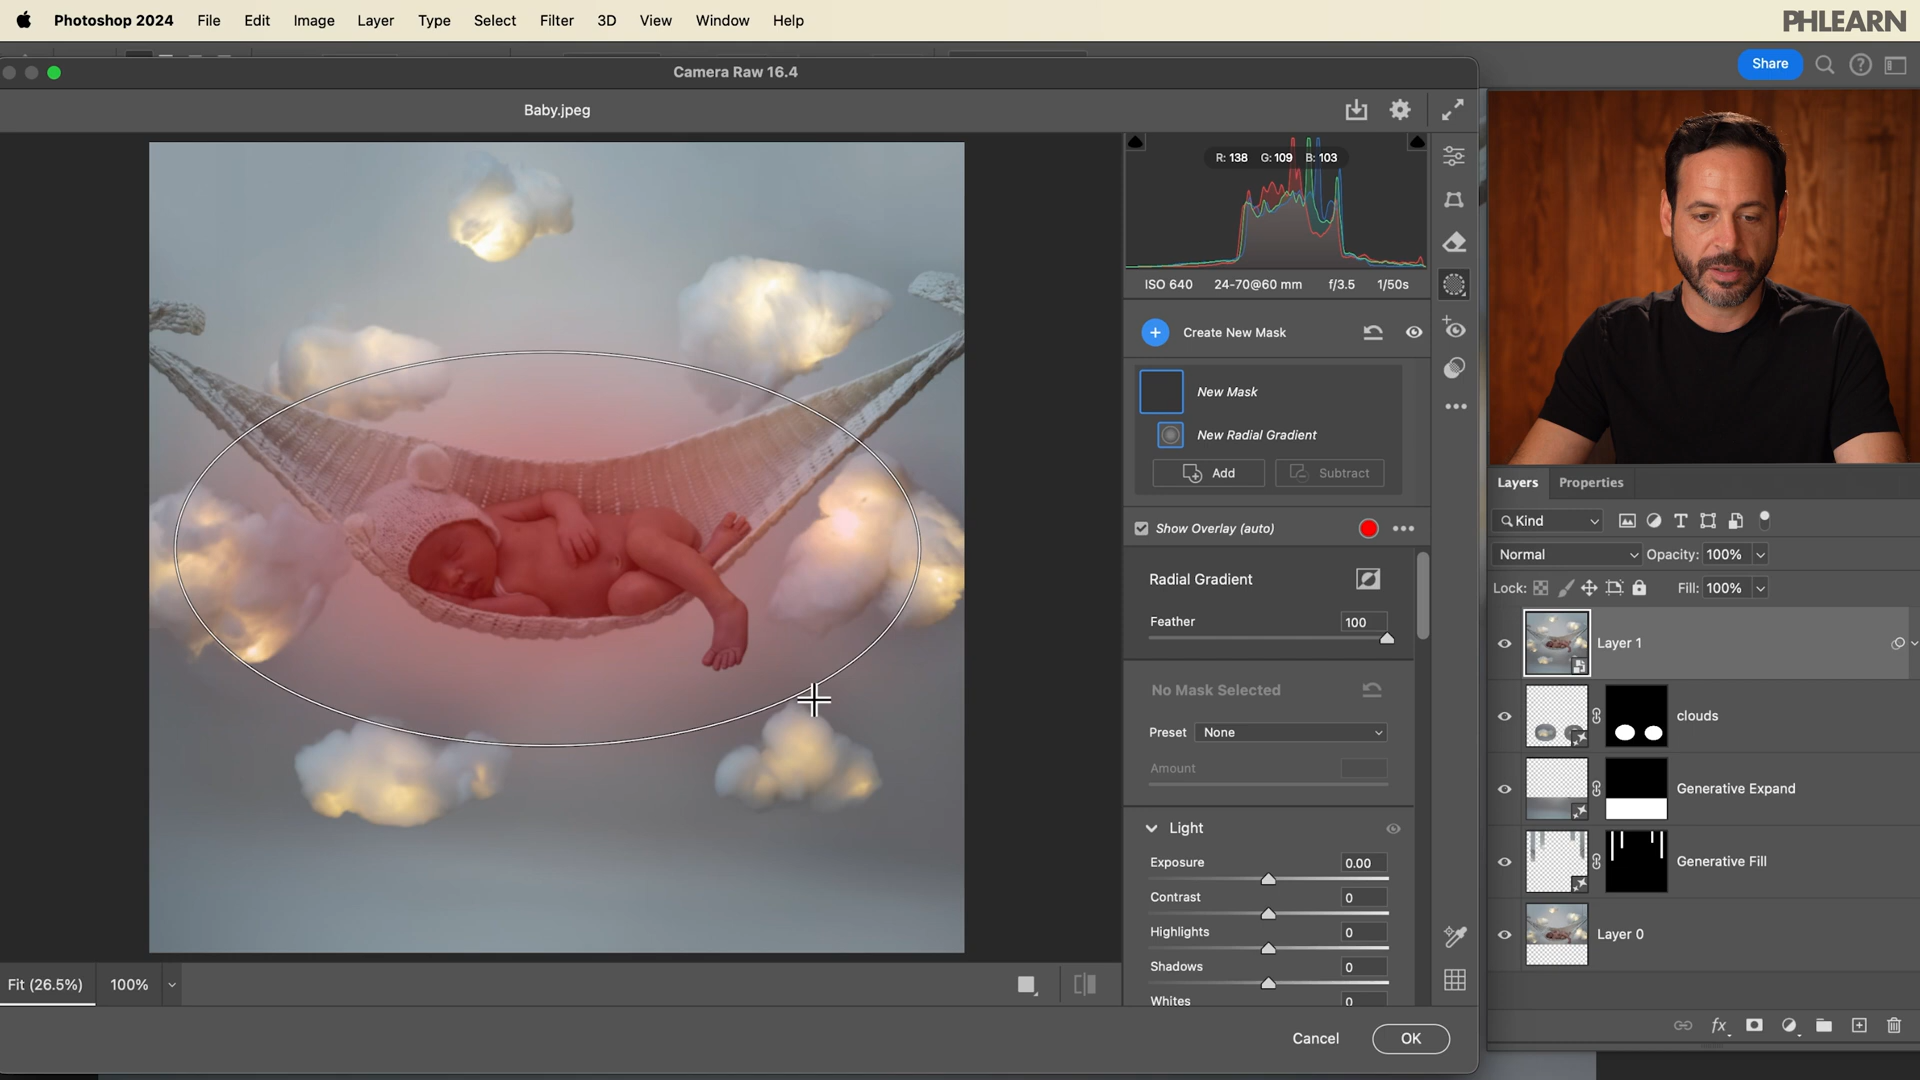 Photoshop 2024 File Edit Image Layer Type Select Filter 3D View Window Help
PHLEARN
Share
Camera Raw 16.4
Baby.jpeg
R: 138 G: 109 B: 103
ISO 640 24-70@60 mm f/3.5 1/50s
Create New Mask
New Mask
New Radial Gradient
Add Subtract
Show Overlay (auto)
Radial Gradient
Feather 100
No Mask Selected
Preset None
Amount
Light
Exposure 0.00
Contrast 0
Highlights 0
Shadows 0
Whites 0
Fit (26.5%) 100%
Cancel OK
Layers Properties
Kind
Normal Opacity: 100%
Lock: Fill: 100%
Layer 1
clouds
Generative Expand
Generative Fill
Layer 0
fx